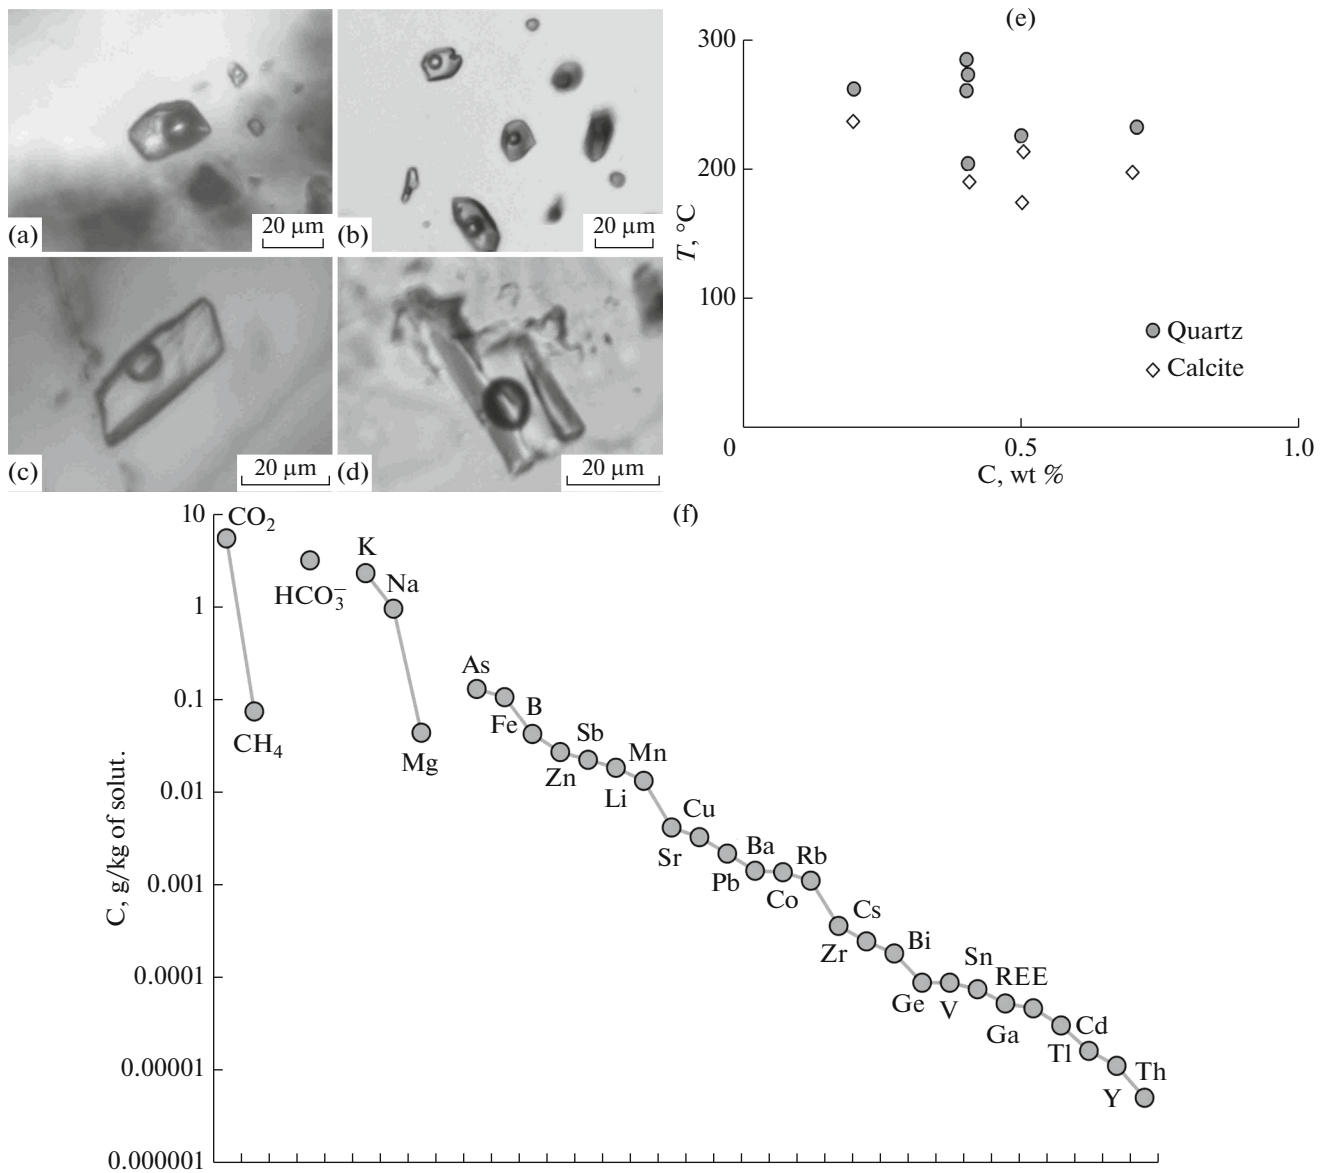 (a)
20 μm
(b)
20 μm
(c)
20 μm
(d)
20 μm
(e)
300
200
100
0
0.5
1.0
T, °C
C, wt %
Quartz
Calcite
(f)
10
1
0.1
0.01
0.001
0.0001
0.00001
0.000001
C, g/kg of solut.
CO₂
CH₄
HCO₃⁻
K
Na
Mg
As
Fe
B
Zn
Sb
Li
Mn
Sr
Cu
Pb
Ba
Co
Rb
Zr
Cs
Bi
Ge
V
Sn
Ga
REE
Tl
Cd
Y
Th